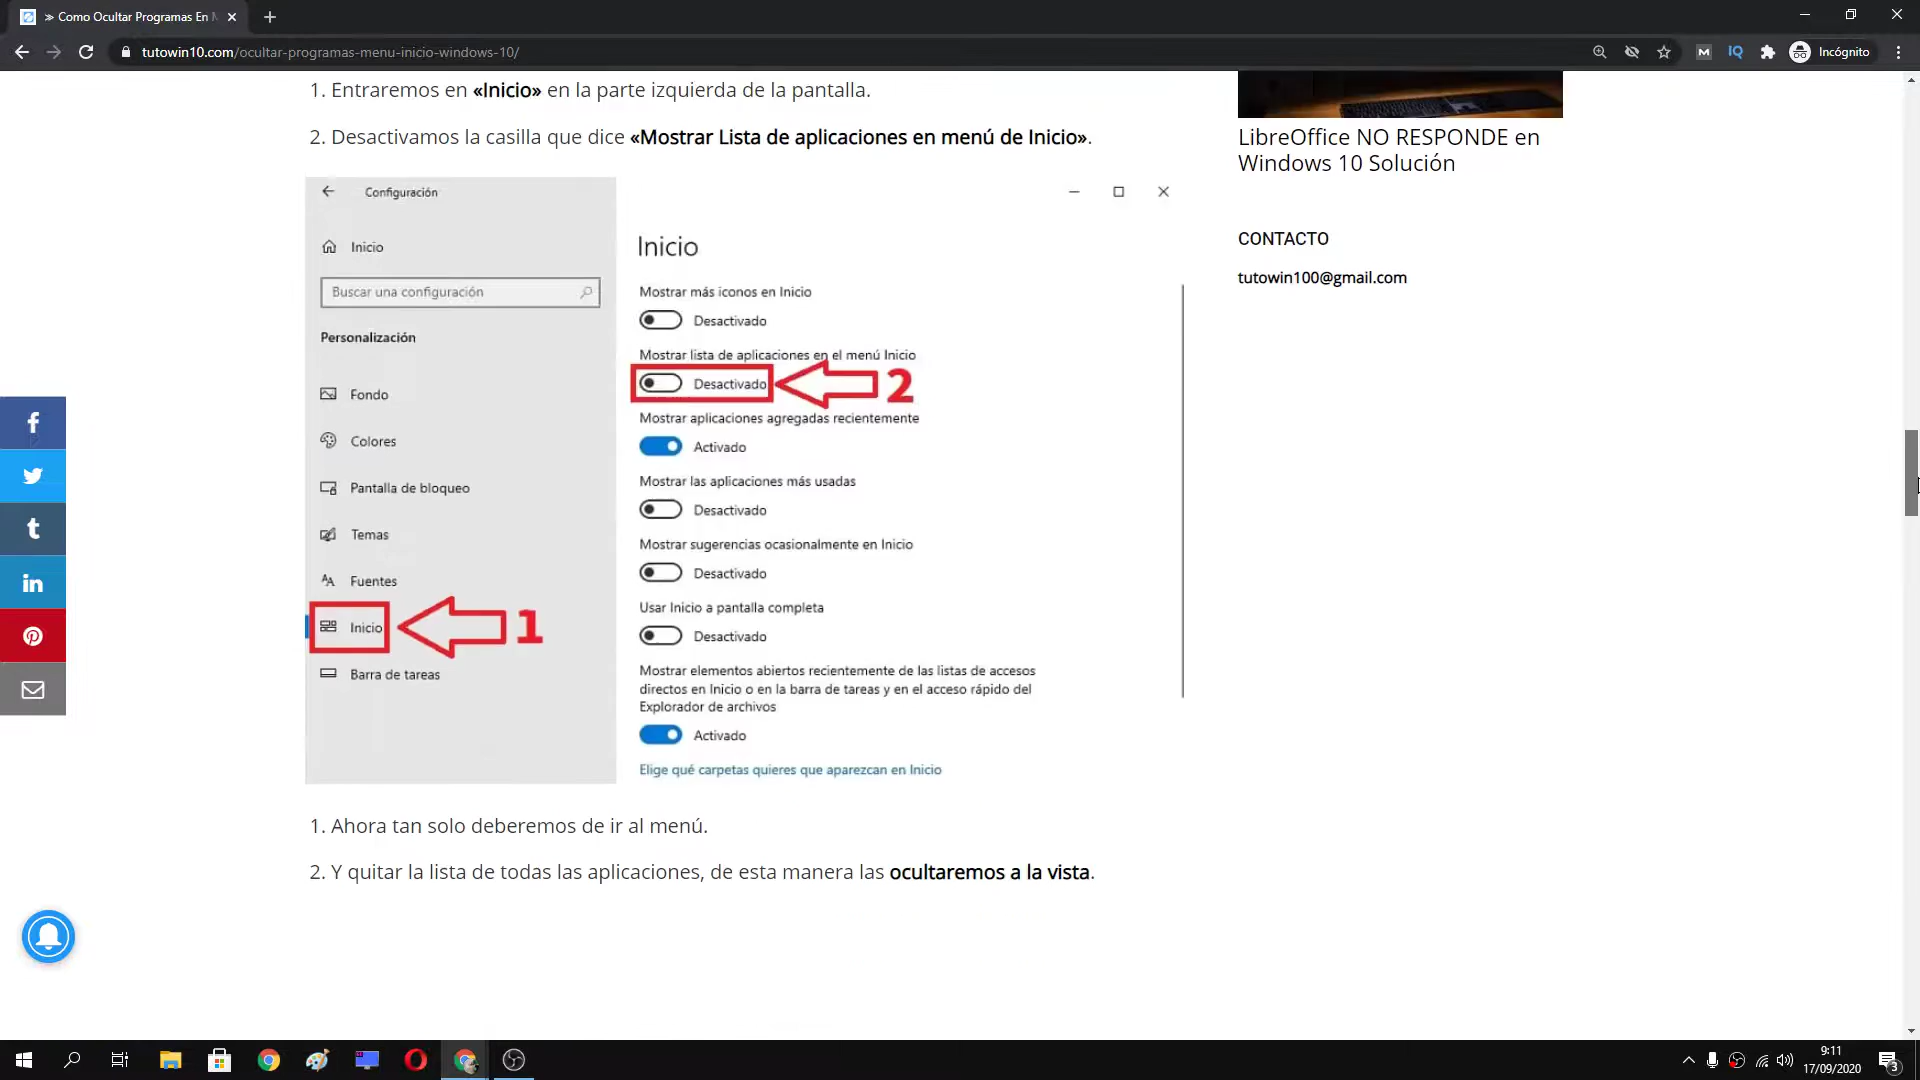 ≫ Como Ocultar Programas En M
tutowin10.com/ocultar-programas-menu-inicio-windows-10/
M
IQ
Incógnito
1. Entraremos en «Inicio» en la parte izquierda de la pantalla.
2. Desactivamos la casilla que dice «Mostrar Lista de aplicaciones en menú de Inicio».
Configuración
Inicio
Buscar una configuración
Personalización
Fondo
Colores
Pantalla de bloqueo
Temas
Fuentes
Inicio
1
Barra de tareas
Inicio
Mostrar más iconos en Inicio
Desactivado
Mostrar lista de aplicaciones en el menú Inicio
Desactivado
2
Mostrar aplicaciones agregadas recientemente
Activado
Mostrar las aplicaciones más usadas
Desactivado
Mostrar sugerencias ocasionalmente en Inicio
Desactivado
Usar Inicio a pantalla completa
Desactivado
Mostrar elementos abiertos recientemente de las listas de accesos
directos en Inicio o en la barra de tareas y en el acceso rápido del
Explorador de archivos
Activado
Elige qué carpetas quieres que aparezcan en Inicio
1. Ahora tan solo deberemos de ir al menú.
2. Y quitar la lista de todas las aplicaciones, de esta manera las ocultaremos a la vista.
LibreOffice NO RESPONDE en
Windows 10 Solución
CONTACTO
tutowin100@gmail.com
9:11
17/09/2020
3